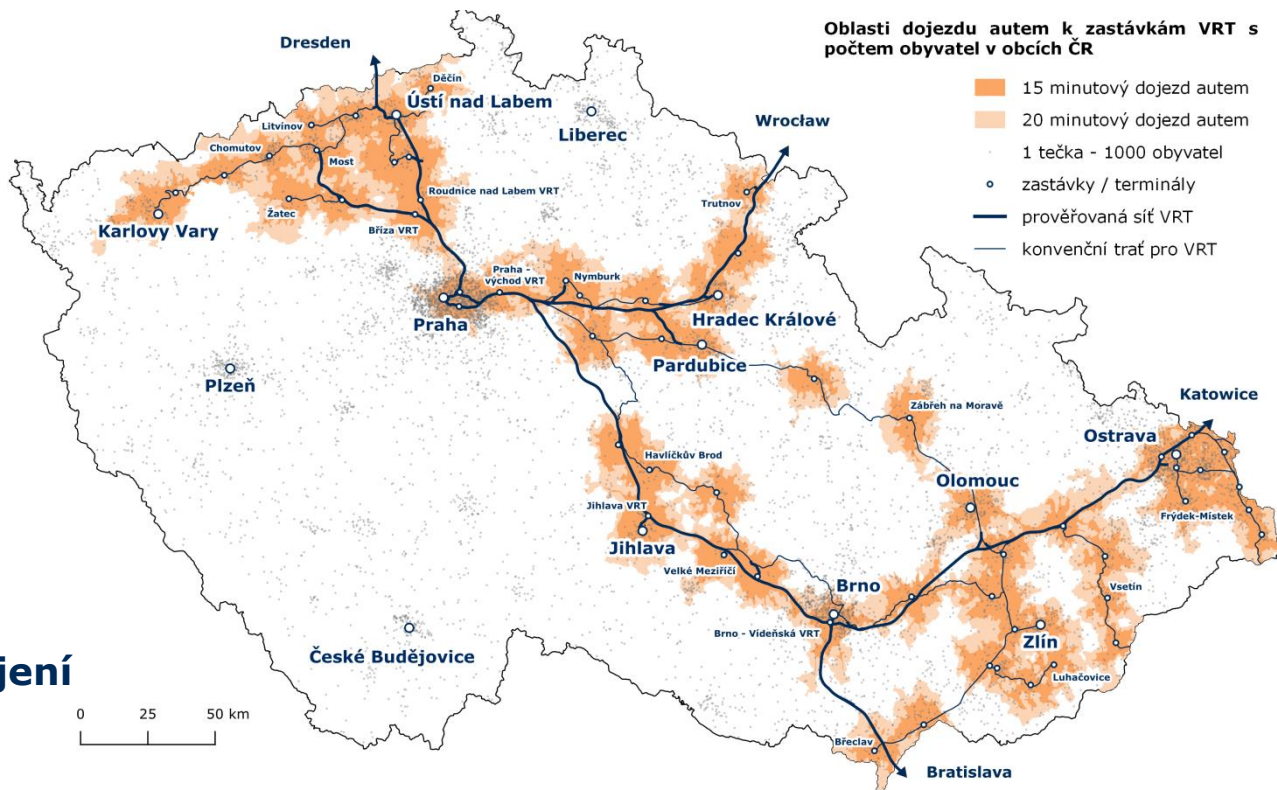 Oblasti dojezdu autem k zastávkám VRT s
počtem obyvatel v obcích ČR
15 minutový dojezd autem
20 minutový dojezd autem
1 tečka - 1000 obyvatel
zastávky / terminály
prověřovaná síť VRT
konvenční trať pro VRT
Dresden
Děčín
Ústí nad Labem
Liberec
Litvínov
Wrocław
Chomutov
Most
Roudnice nad Labem VRT
Trutnov
Žatec
Karlovy Vary
Bříza VRT
Praha -
východ VRT
Nymburk
Praha
Hradec Králové
Pardubice
Plzeň
Katowice
Zábřeh na Moravě
Ostrava
Havlíčkův Brod
Olomouc
Jihlava VRT
Frýdek-Místek
Jihlava
Velké Meziříčí
Brno
Vsetín
Brno - Vídeňská VRT
Zlín
České Budějovice
Luhačovice
jení
0 25 50 km
Břeclav
Bratislava